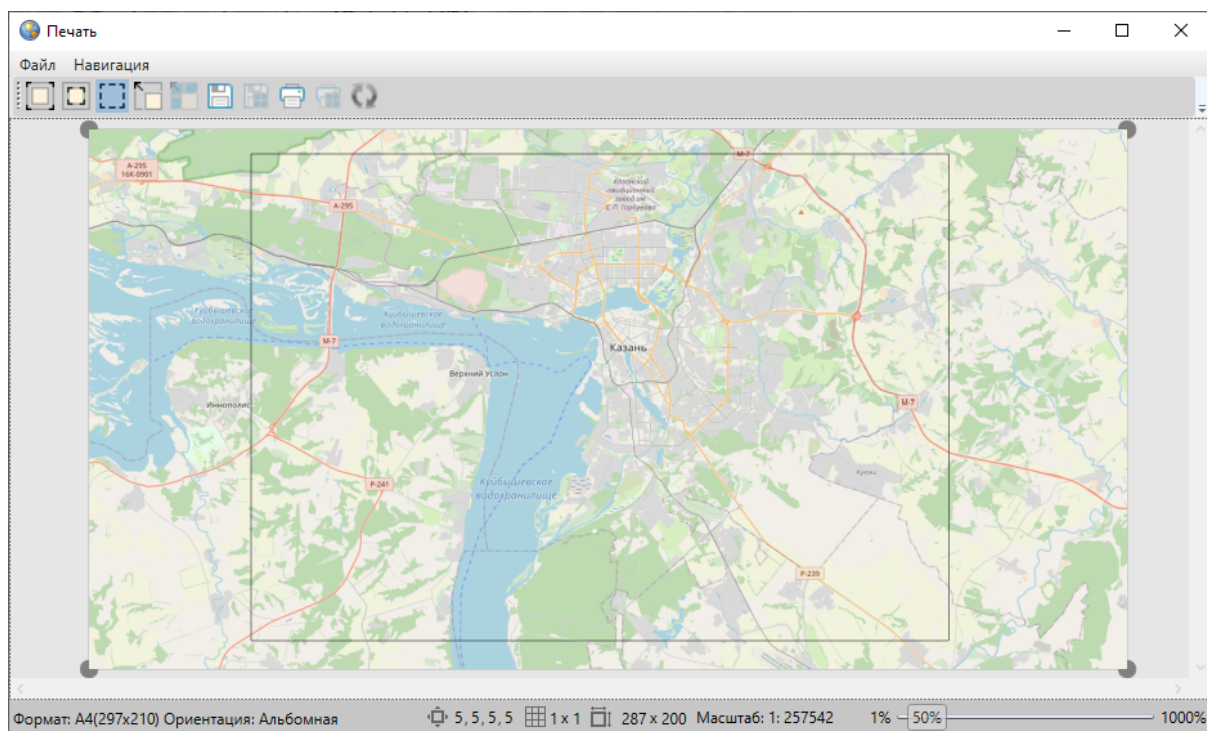 Печать
Файл Навигация
А-295
16К-0901
М-7
Казанский
авиационный
завод им
С. П. Горбунова
А-295
Куйбышевское
водохранилище
Куйбышевское
водохранилище
М-7
Казань
Верхний Услон
Иннополис
М-7
Р-241
Куюки
Куйбышевское
водохранилище
Р-239
Формат: A4(297x210) Ориентация: Альбомная 5, 5, 5, 5 1 x 1 287 x 200 Масштаб: 1: 257542 1% 50% 1000%